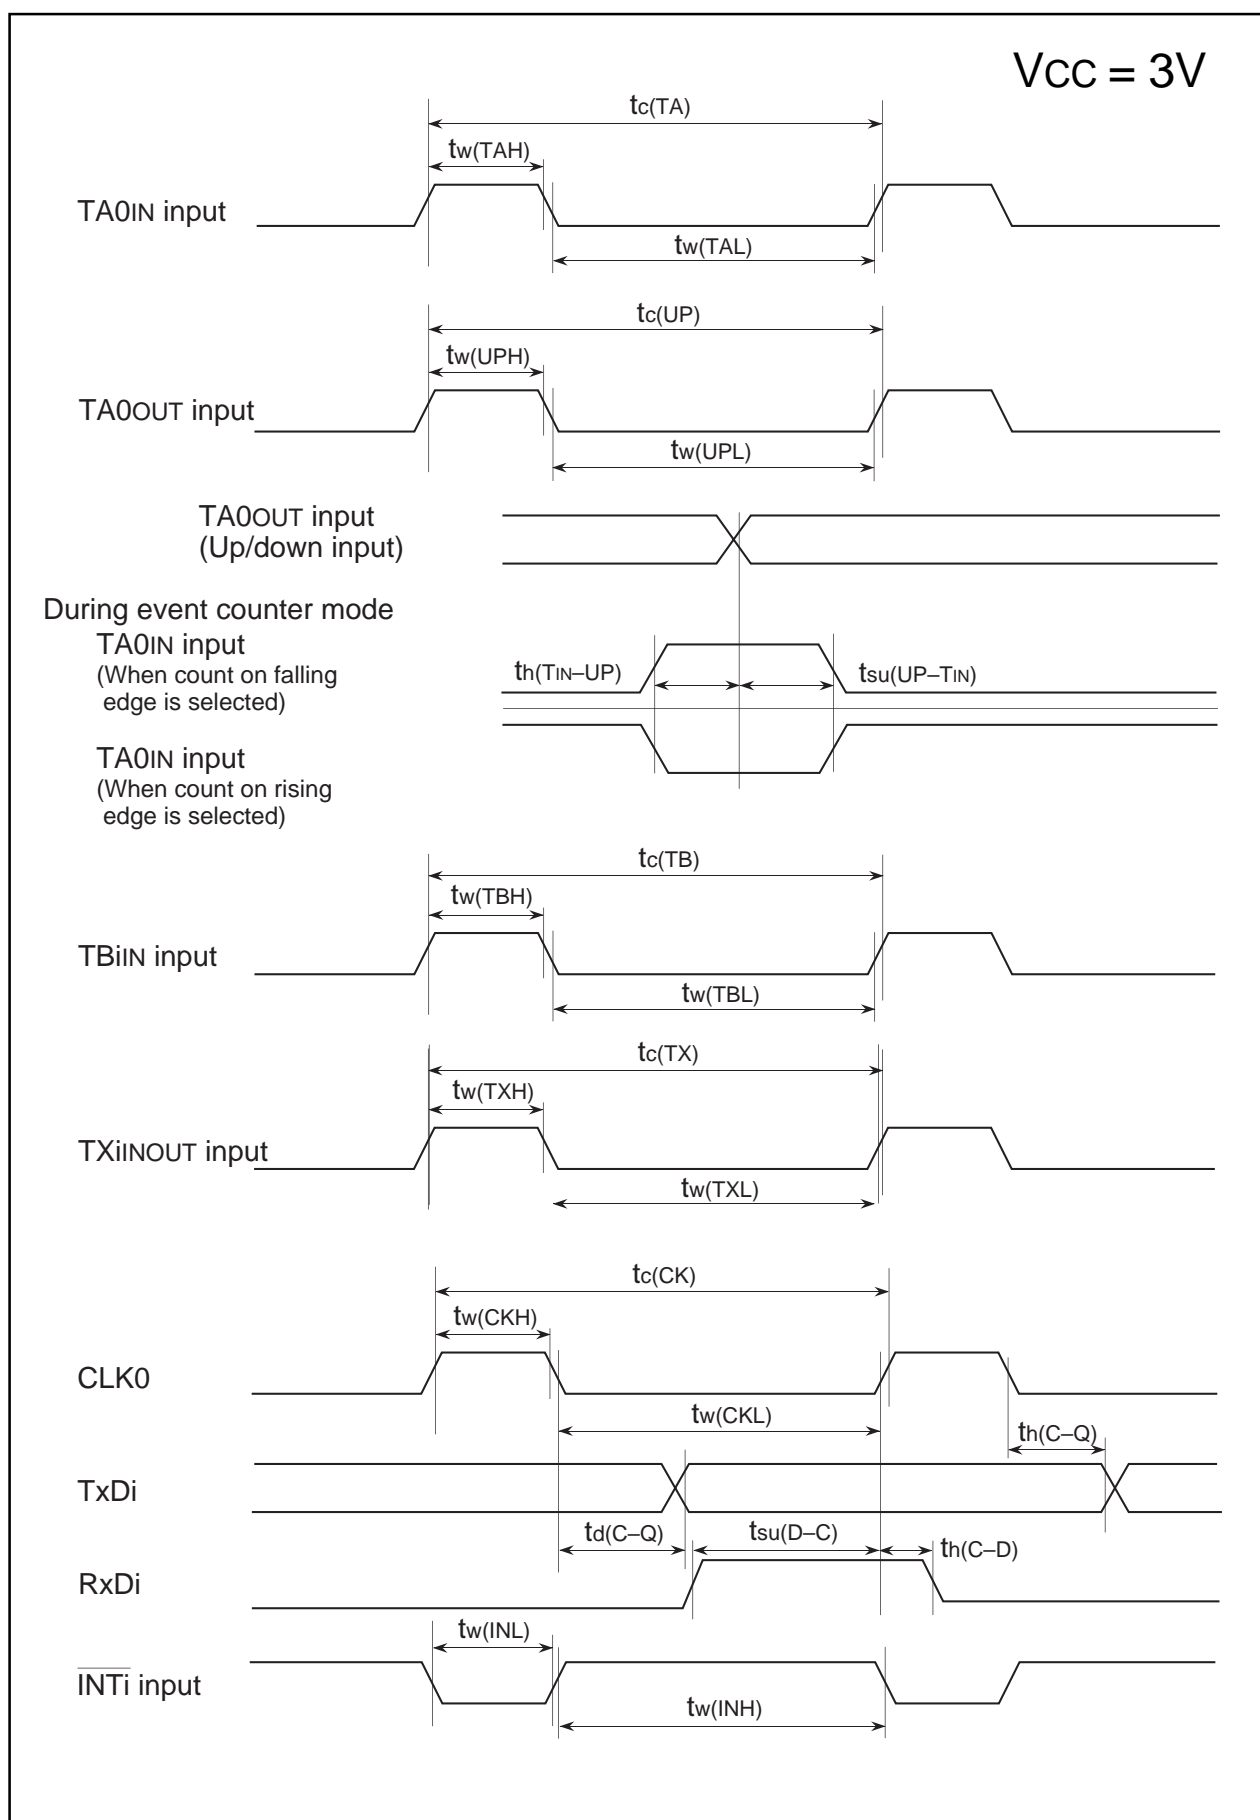 VCC = 3V
tc(TA)
tw(TAH)
TA0IN input
tw(TAL)
tc(UP)
tw(UPH)
TA0OUT input
tw(UPL)
TA0OUT input
(Up/down input)
During event counter mode
TA0IN input
(When count on falling
edge is selected)
th(TIN–UP)
tsu(UP–TIN)
TA0IN input
(When count on rising
edge is selected)
tc(TB)
tw(TBH)
TBiIN input
tw(TBL)
tc(TX)
tw(TXH)
TXiINOUT input
tw(TXL)
tc(CK)
tw(CKH)
CLK0
tw(CKL)
th(C–Q)
TxDi
td(C–Q)
tsu(D–C)
th(C–D)
RxDi
tw(INL)
INTi input
tw(INH)